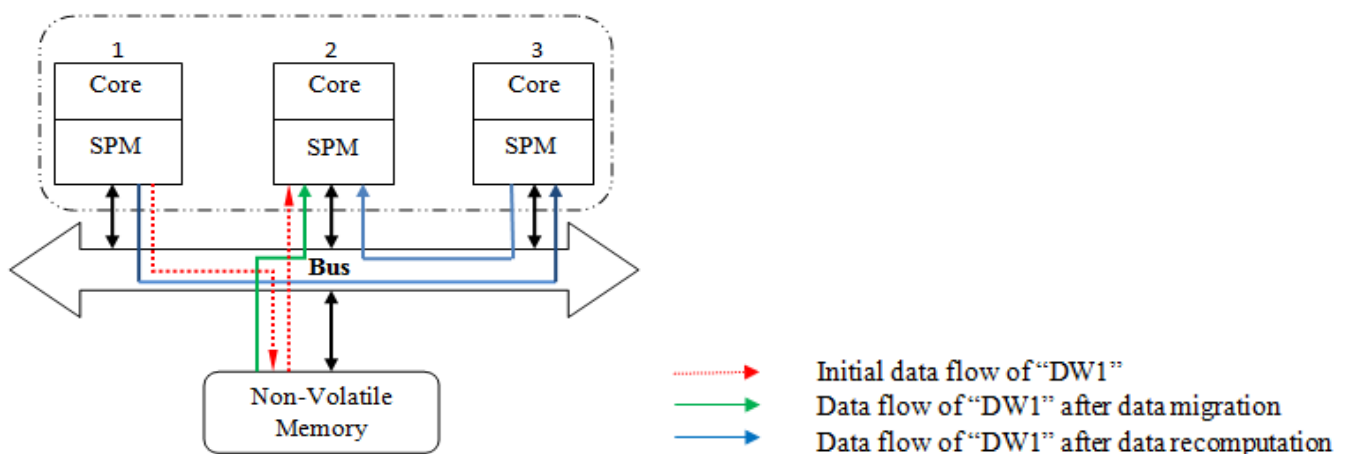 1 2 3
Core Core Core
SPM SPM SPM
Bus
Non-Volatile
Memory
Initial data flow of “DW1”
Data flow of “DW1” after data migration
Data flow of “DW1” after data recomputation